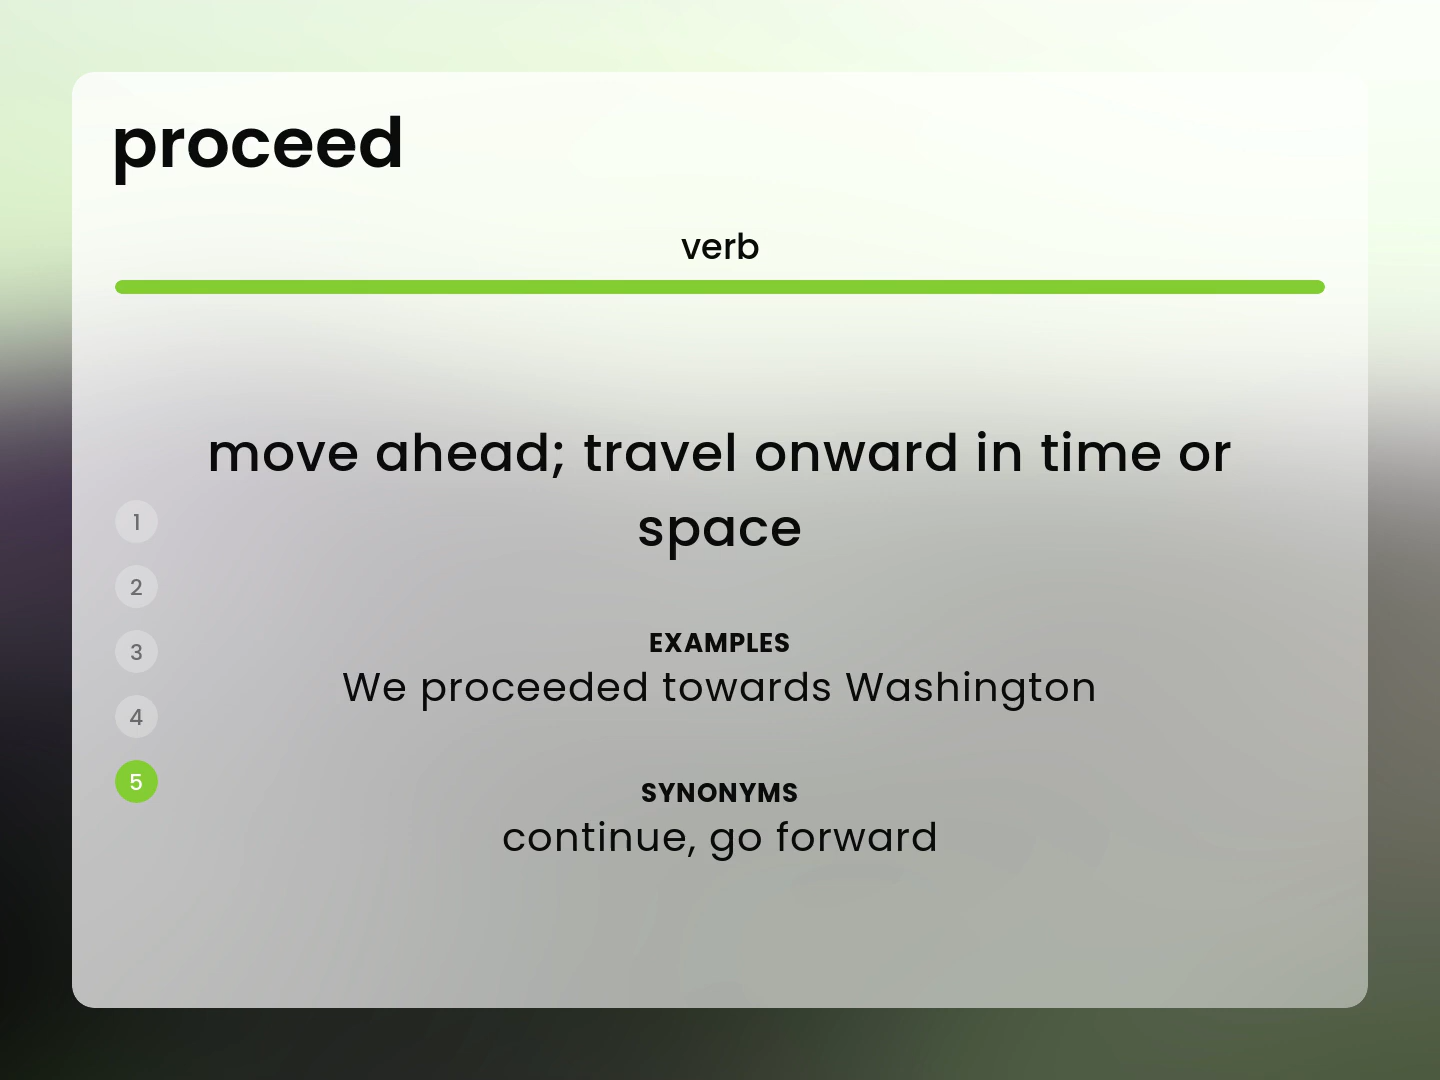 proceed
verb
move ahead; travel onward in time or
space
1
2
3
4
5
EXAMPLES
We proceeded towards Washington
SYNONYMS
continue, go forward